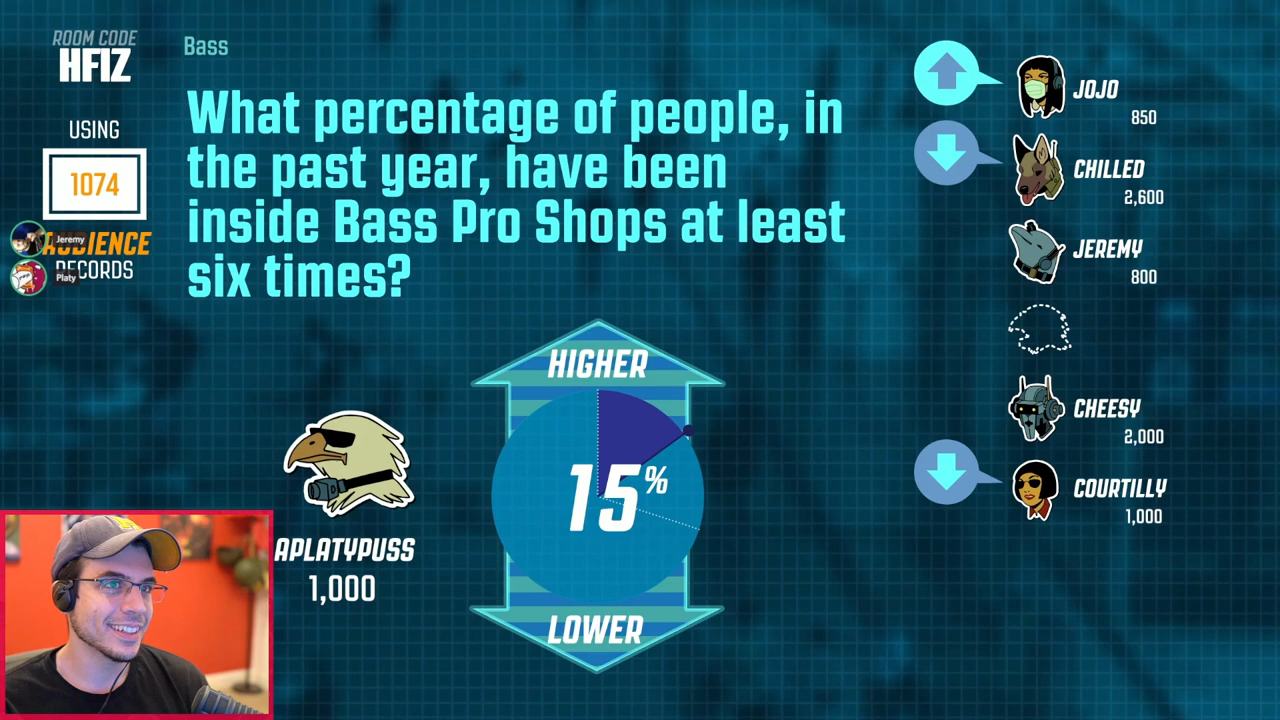 ROOM CODE
HFIZ
USING
1074
AUDIENCE
RECORDS
Jeremy
Platy
Bass
What percentage of people, in
the past year, have been
inside Bass Pro Shops at least
six times?
HIGHER
15%
LOWER
APLATYPUSS
1,000
JOJO
850
CHILLED
2,600
JEREMY
800
CHEESY
2,000
COURTILLY
1,000